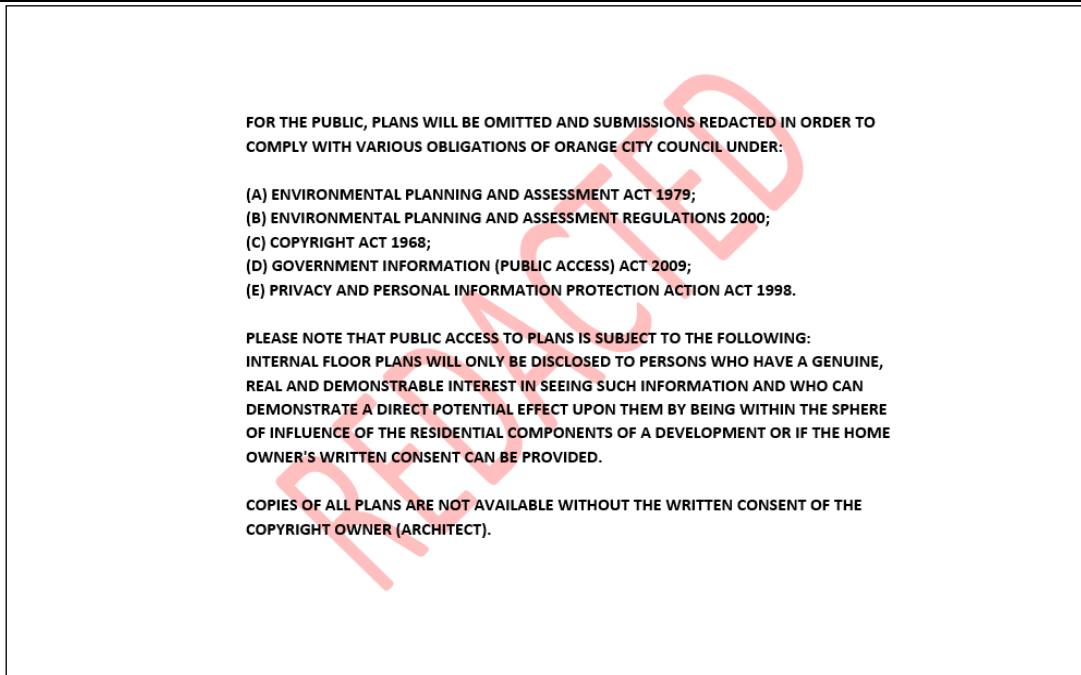 FOR THE PUBLIC, PLANS WILL BE OMITTED AND SUBMISSIONS REDACTED IN ORDER TO
COMPLY WITH VARIOUS OBLIGATIONS OF ORANGE CITY COUNCIL UNDER:
(A) ENVIRONMENTAL PLANNING AND ASSESSMENT ACT 1979;
(B) ENVIRONMENTAL PLANNING AND ASSESSMENT REGULATIONS 2000;
(C) COPYRIGHT ACT 1968;
(D) GOVERNMENT INFORMATION (PUBLIC ACCESS) ACT 2009;
(E) PRIVACY AND PERSONAL INFORMATION PROTECTION ACTION ACT 1998.
PLEASE NOTE THAT PUBLIC ACCESS TO PLANS IS SUBJECT TO THE FOLLOWING:
INTERNAL FLOOR PLANS WILL ONLY BE DISCLOSED TO PERSONS WHO HAVE A GENUINE,
REAL AND DEMONSTRABLE INTEREST IN SEEING SUCH INFORMATION AND WHO CAN
DEMONSTRATE A DIRECT POTENTIAL EFFECT UPON THEM BY BEING WITHIN THE SPHERE
OF INFLUENCE OF THE RESIDENTIAL COMPONENTS OF A DEVELOPMENT OR IF THE HOME
OWNER'S WRITTEN CONSENT CAN BE PROVIDED.
COPIES OF ALL PLANS ARE NOT AVAILABLE WITHOUT THE WRITTEN CONSENT OF THE
COPYRIGHT OWNER (ARCHITECT).
REDACTED